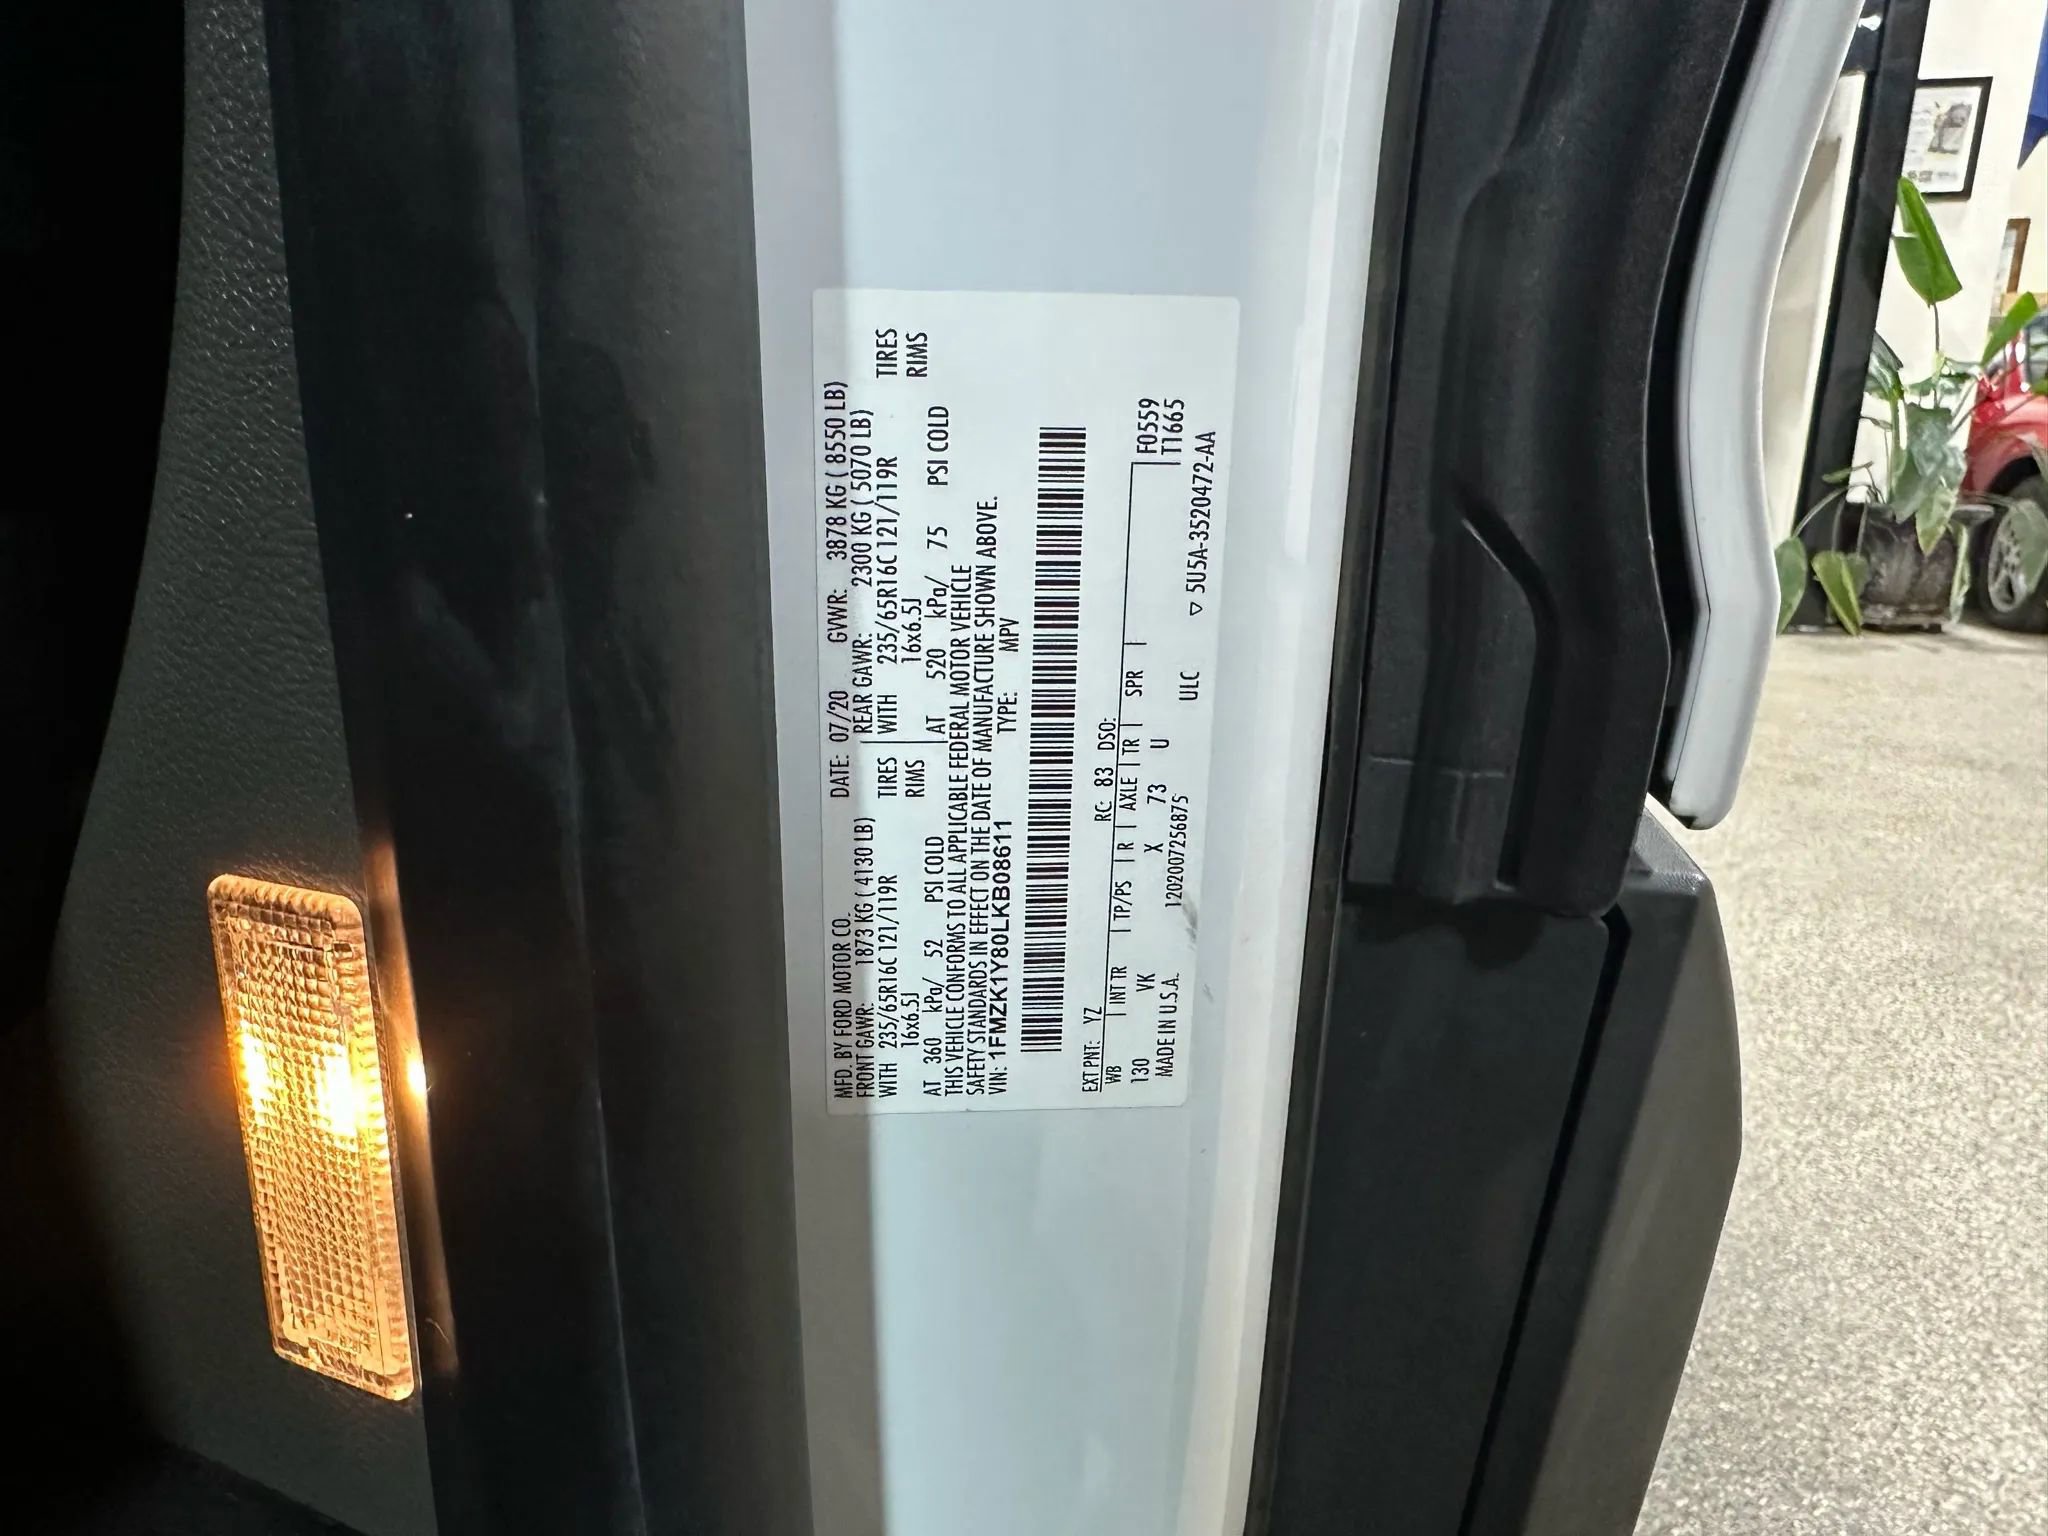 MFD. BY FORD MOTOR CO. DATE: 07/20 GVWR: 3878 KG ( 8550 LB)
FRONT GAWR: 1873 KG ( 4130 LB) REAR GAWR: 2300 KG ( 5070 LB)
WITH 235/65R16C 121/119R TIRES WITH 235/65R16C 121/119R TIRES
16x6.5J RIMS 16x6.5J RIMS
AT 360 kPa/ 52 PSI COLD AT 520 kPa/ 75 PSI COLD
THIS VEHICLE CONFORMS TO ALL APPLICABLE FEDERAL MOTOR VEHICLE
SAFETY STANDARDS IN EFFECT ON THE DATE OF MANUFACTURE SHOWN ABOVE.
VIN: 1FMZK1Y80LKB08611 TYPE: MPV
EXT PNT: YZ RC: 83 DSO:
WB INT TR TP/PS R AXLE TR SPR F0559
130 VK X 73 U T1665
MADE IN U.S.A. 1202007256875 ULC ▽ 5U5A-3520472-AA